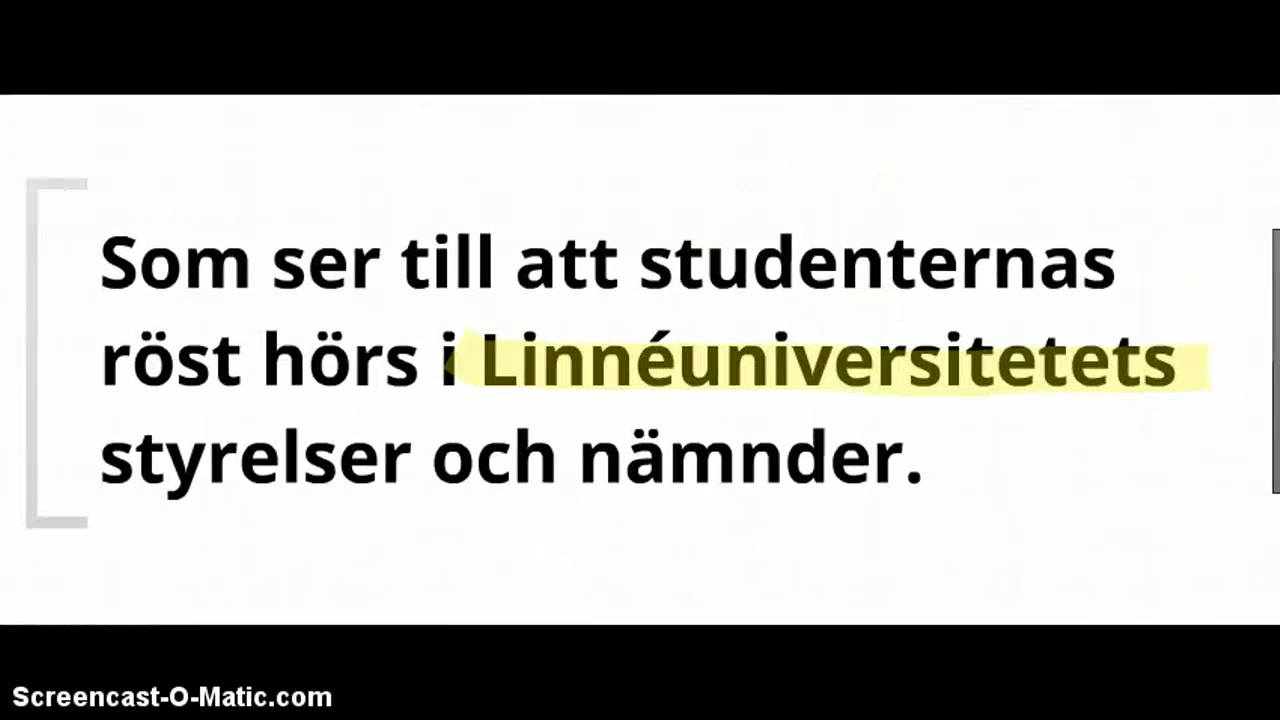 Som ser till att studenternas
röst hörs i Linnéuniversitetets
styrelser och nämnder.
Screencast-O-Matic.com